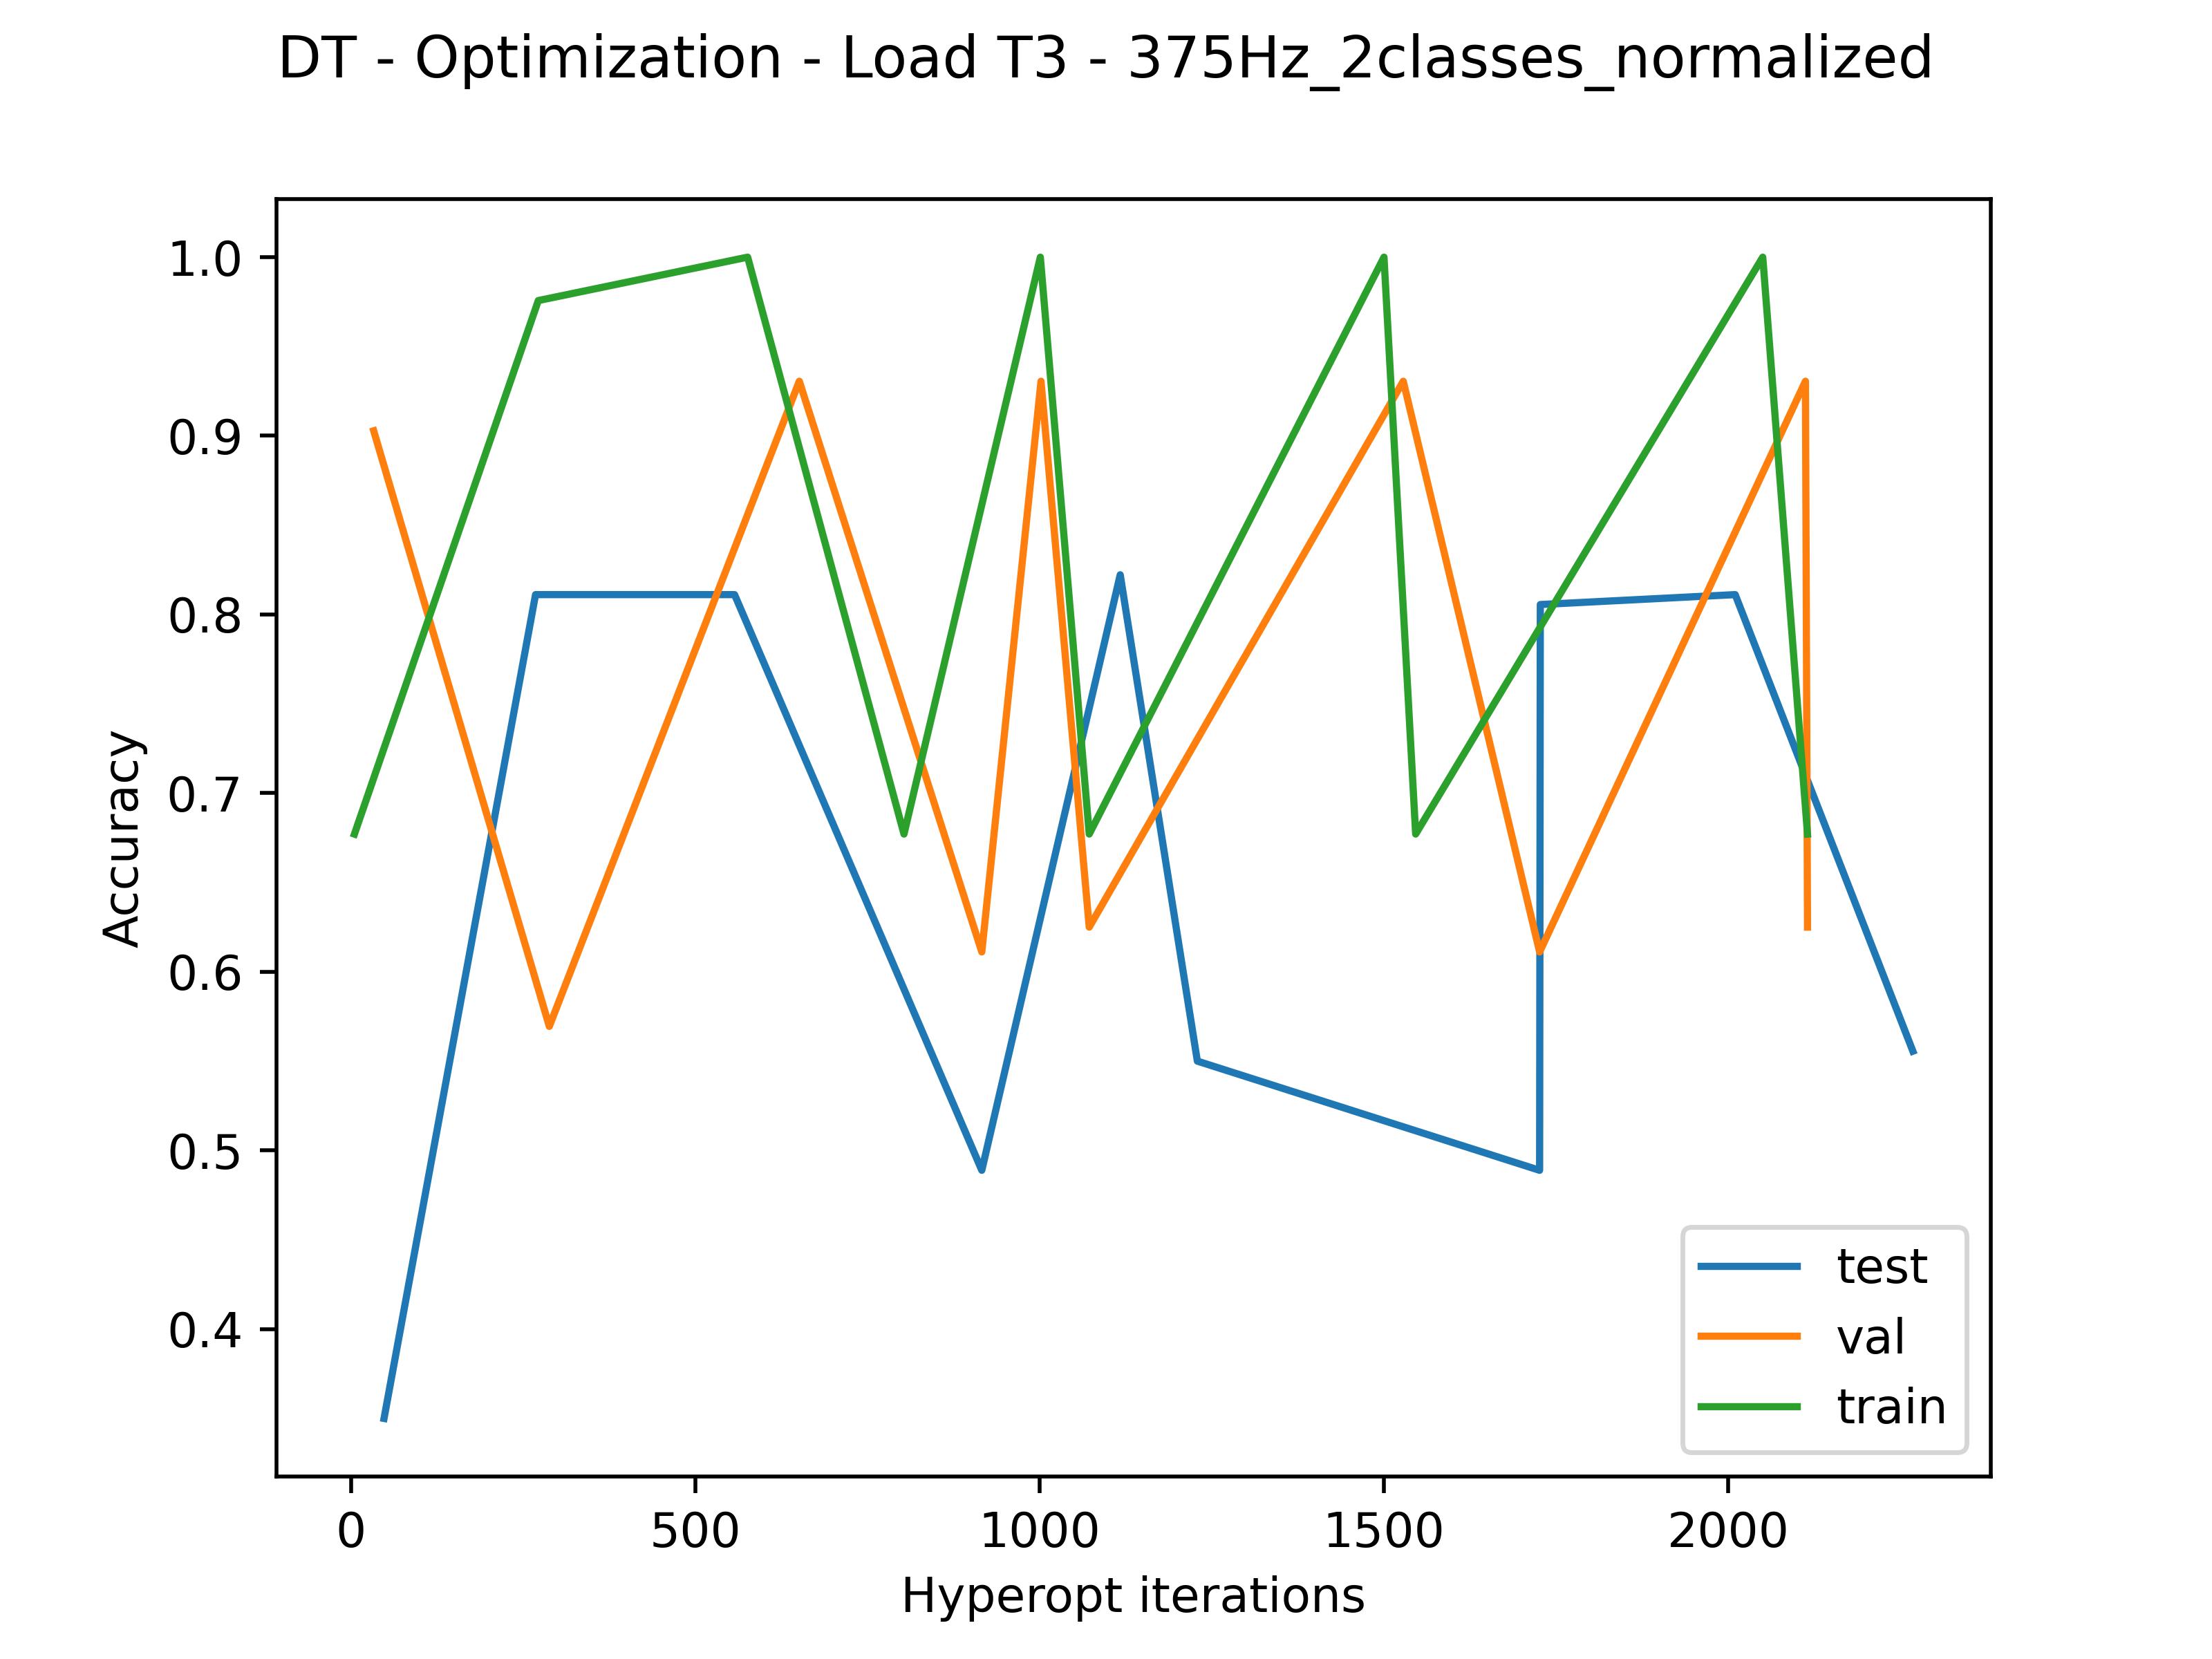 DT - Optimization - Load T3 - 375Hz_2classes_normalized
1.0
0.9
0.8
0.7
0.6
0.5
0.4
Accuracy
test
val
train
0 500 1000 1500 2000
Hyperopt iterations